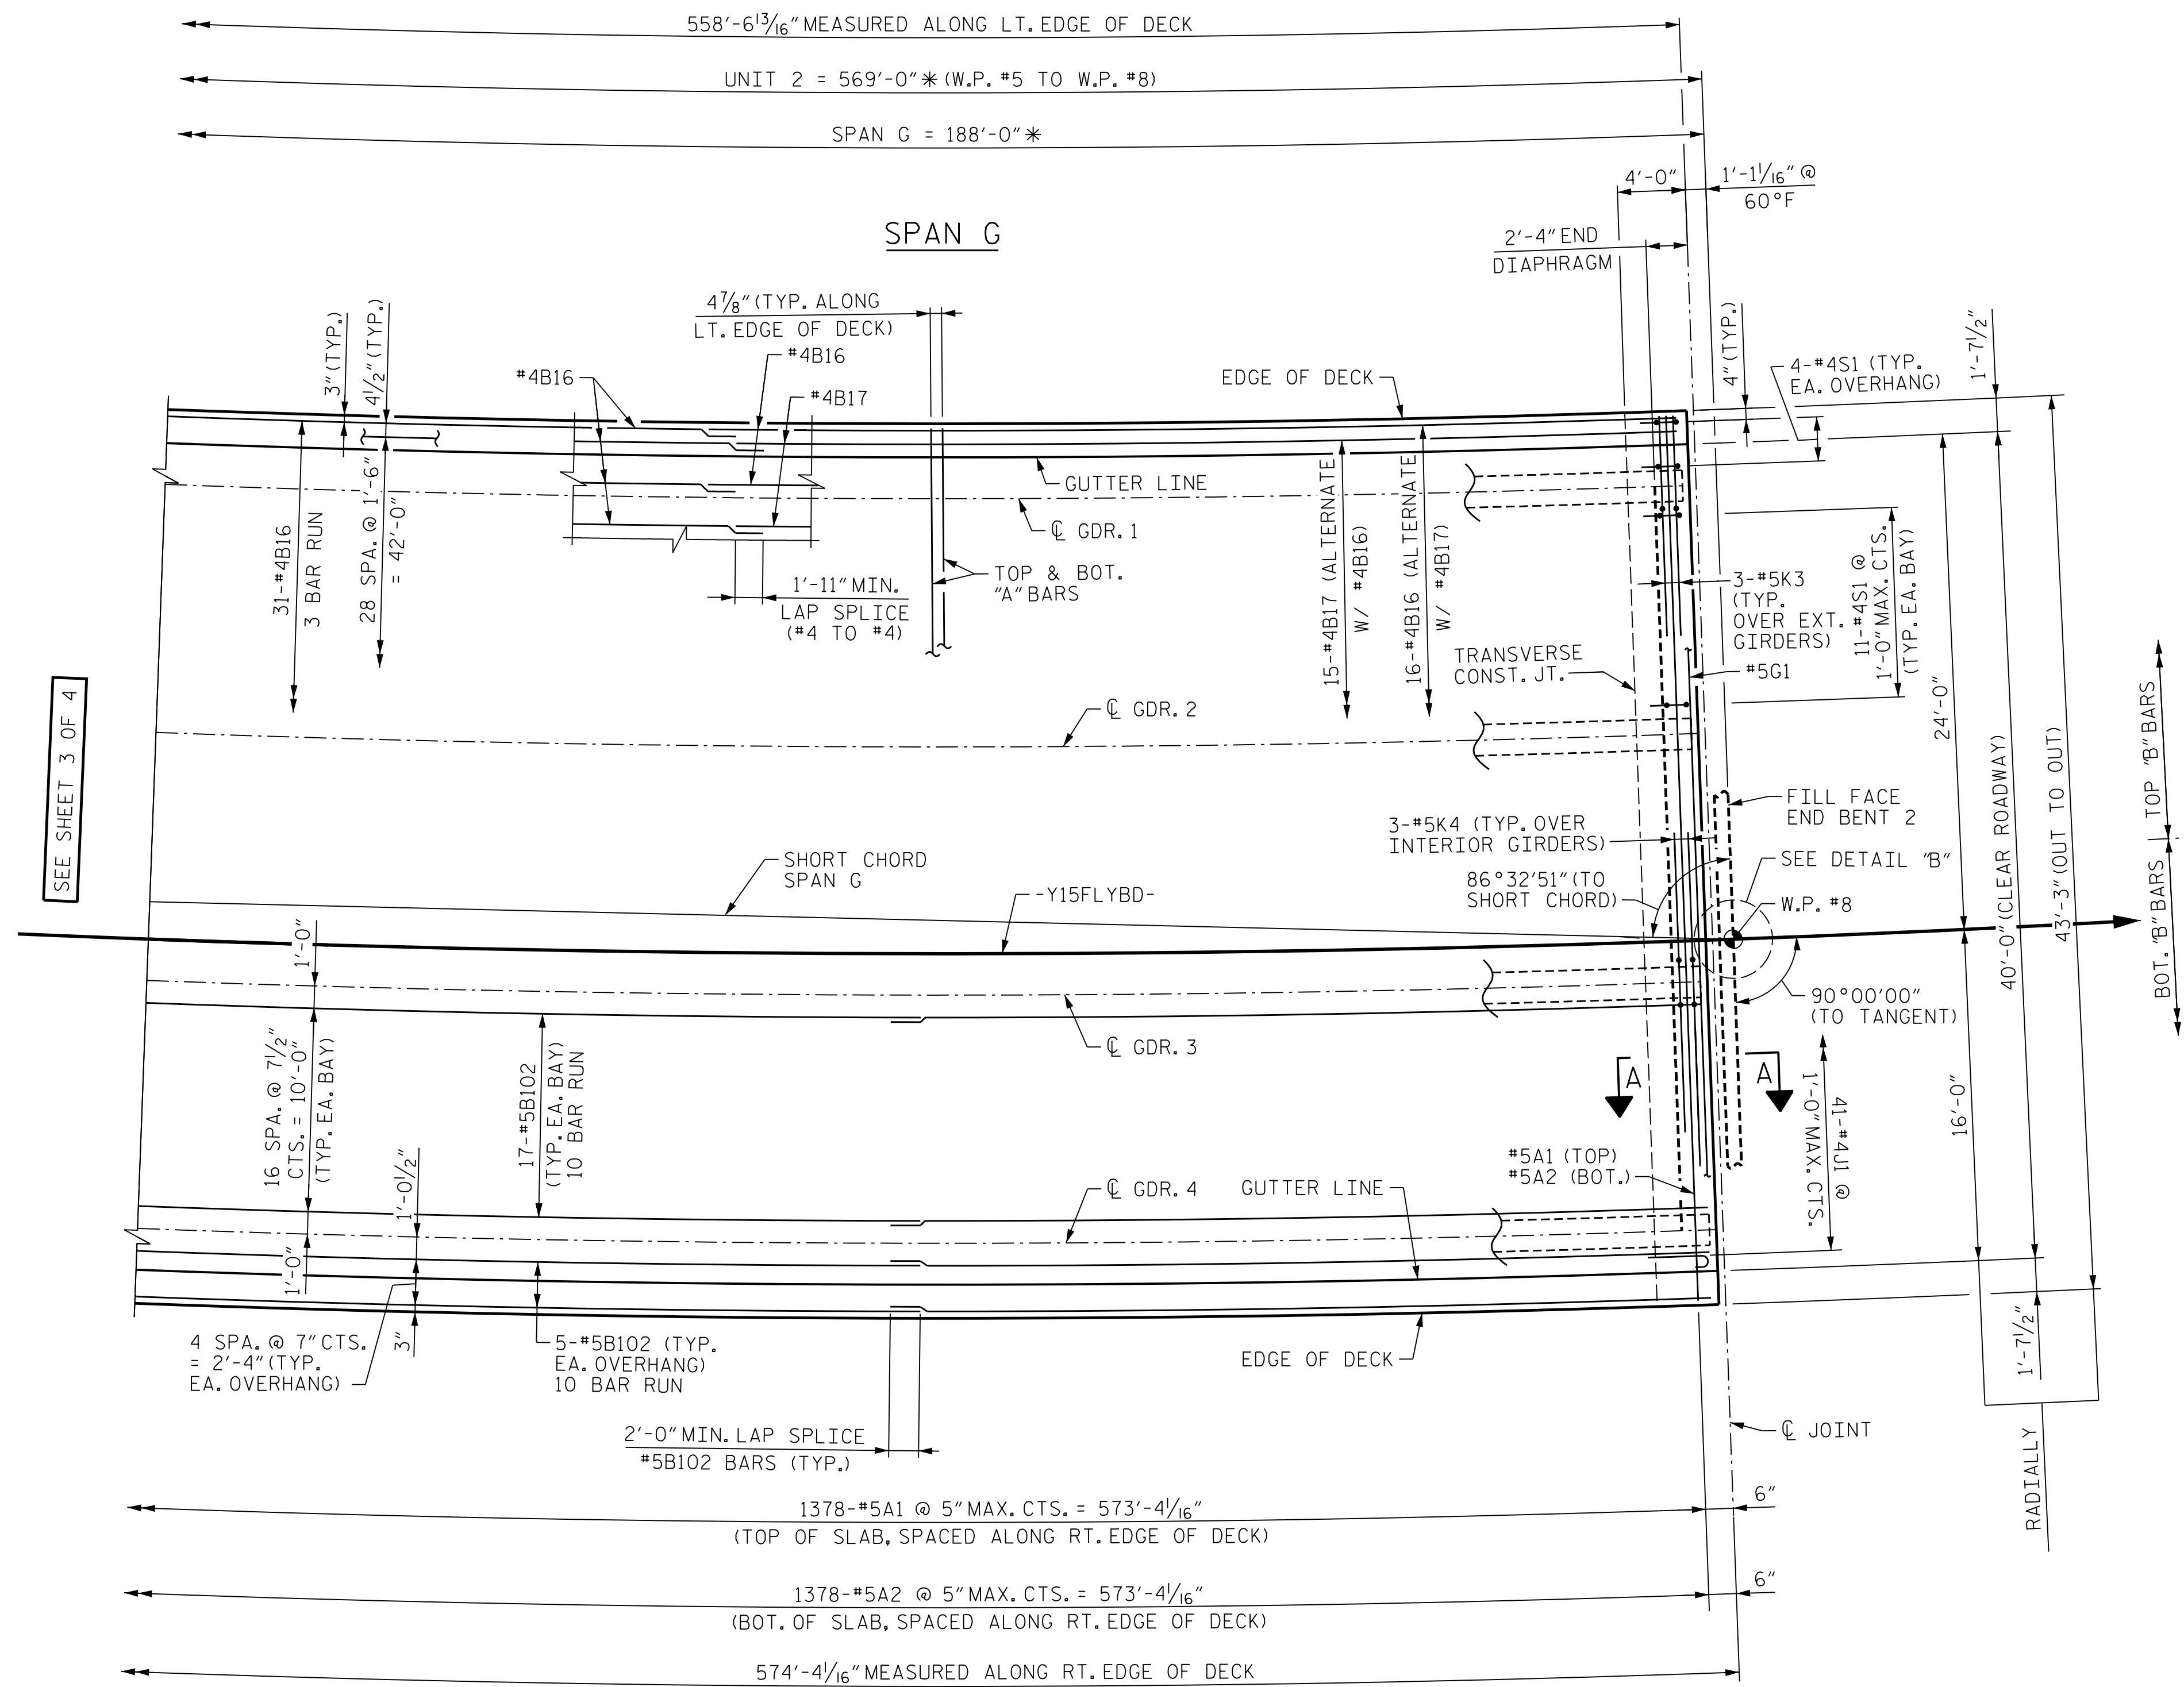 558'-6 13/16" MEASURED ALONG LT. EDGE OF DECK
UNIT 2 = 569'-0"* (W.P. #5 TO W.P. #8)
SPAN G = 188'-0"*
4'-0"
1'-1 1/16" @
60°F
SPAN G
2'-4" END
DIAPHRAGM
4 7/8" (TYP. ALONG
LT. EDGE OF DECK)
3" (TYP.)
4 1/2" (TYP.)
#4B16
#4B16
#4B17
EDGE OF DECK
4" (TYP.)
4-#4S1 (TYP.
EA. OVERHANG)
1'-7 1/2"
31-#4B16
3 BAR RUN
28 SPA. @ 1'-6"
= 42'-0"
GUTTER LINE
℄ GDR. 1
TOP & BOT.
"A" BARS
1'-11" MIN.
LAP SPLICE
(#4 TO #4)
15-#4B17 (ALTERNATE
W/ #4B16)
16-#4B16 (ALTERNATE
W/ #4B17)
3-#5K3
(TYP.
OVER EXT.
GIRDERS)
11-#4S1 @
1'-0" MAX. CTS.
(TYP. EA. BAY)
TRANSVERSE
CONST. JT.
#5G1
SEE SHEET 3 OF 4
℄ GDR. 2
24'-0"
40'-0" (CLEAR ROADWAY)
43'-3" (OUT TO OUT)
TOP "B" BARS
BOT. "B" BARS
FILL FACE
END BENT 2
3-#5K4 (TYP. OVER
INTERIOR GIRDERS)
SEE DETAIL "B"
SHORT CHORD
SPAN G
-Y15FLYBD-
86°32'51" (TO
SHORT CHORD)
W.P. #8
1'-0"
90°00'00"
(TO TANGENT)
℄ GDR. 3
16 SPA. @ 7 1/2"
CTS. = 10'-0"
(TYP. EA. BAY)
17-#5B102
(TYP. EA. BAY)
10 BAR RUN
A
A
41-#4J1 @
1'-0" MAX. CTS.
16'-0"
1'-0 1/2"
#5A1 (TOP)
#5A2 (BOT.)
℄ GDR. 4
GUTTER LINE
1'-0"
4 SPA. @ 7" CTS.
= 2'-4" (TYP.
EA. OVERHANG)
3"
5-#5B102 (TYP.
EA. OVERHANG)
10 BAR RUN
EDGE OF DECK
1'-7 1/2"
2'-0" MIN. LAP SPLICE
#5B102 BARS (TYP.)
℄ JOINT
RADIALLY
1378-#5A1 @ 5" MAX. CTS. = 573'-4 1/16"
(TOP OF SLAB, SPACED ALONG RT. EDGE OF DECK)
6"
1378-#5A2 @ 5" MAX. CTS. = 573'-4 1/16"
(BOT. OF SLAB, SPACED ALONG RT. EDGE OF DECK)
6"
574'-4 1/16" MEASURED ALONG RT. EDGE OF DECK